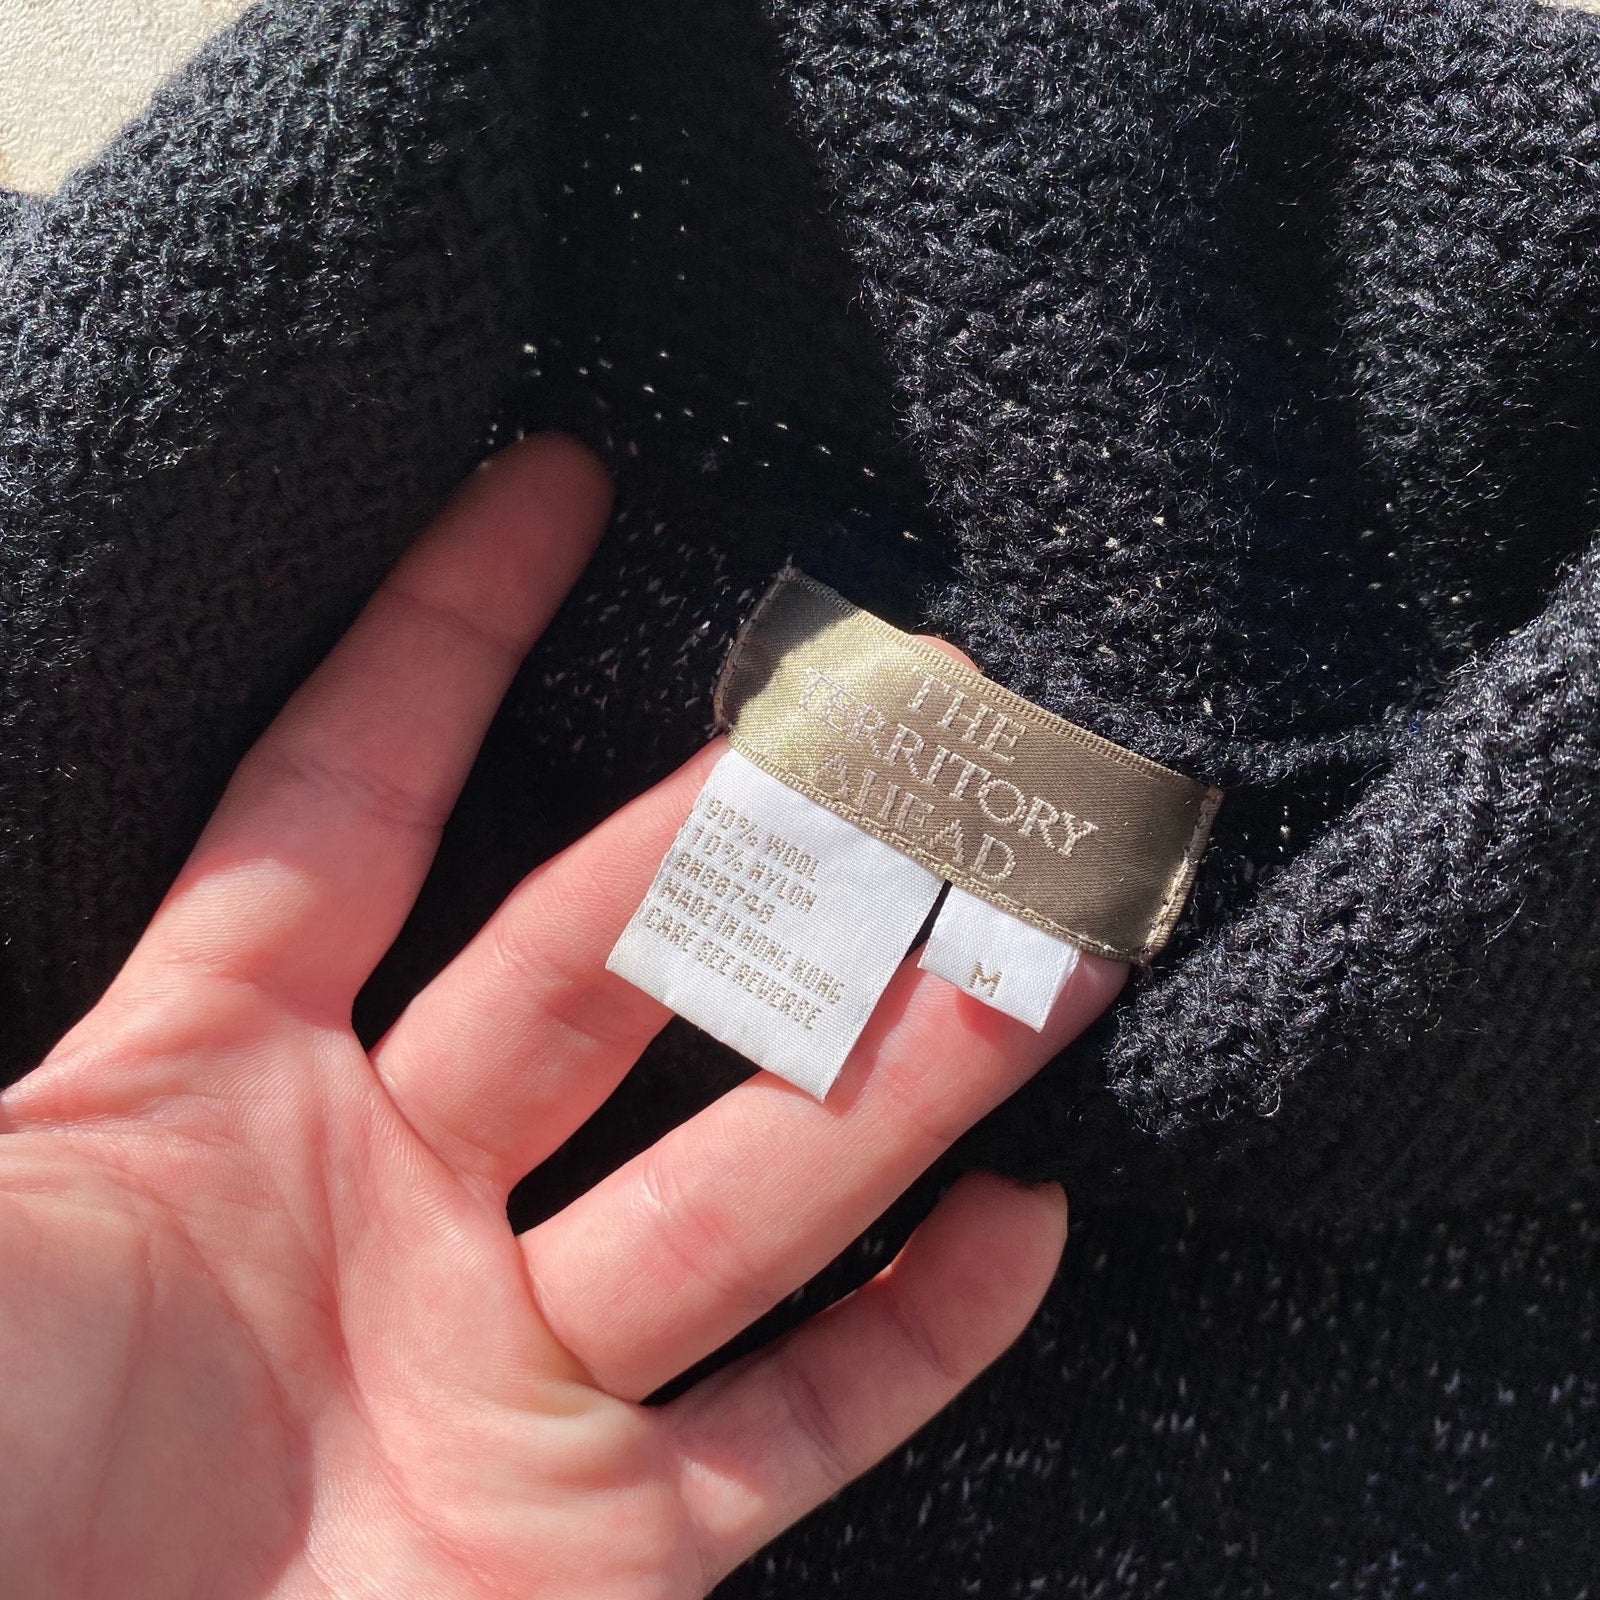 THE
TERRITORY
AHEAD
90% WOOL
10% NYLON
RN68746
MADE IN HONG KONG
CARE SEE REVERSE
M